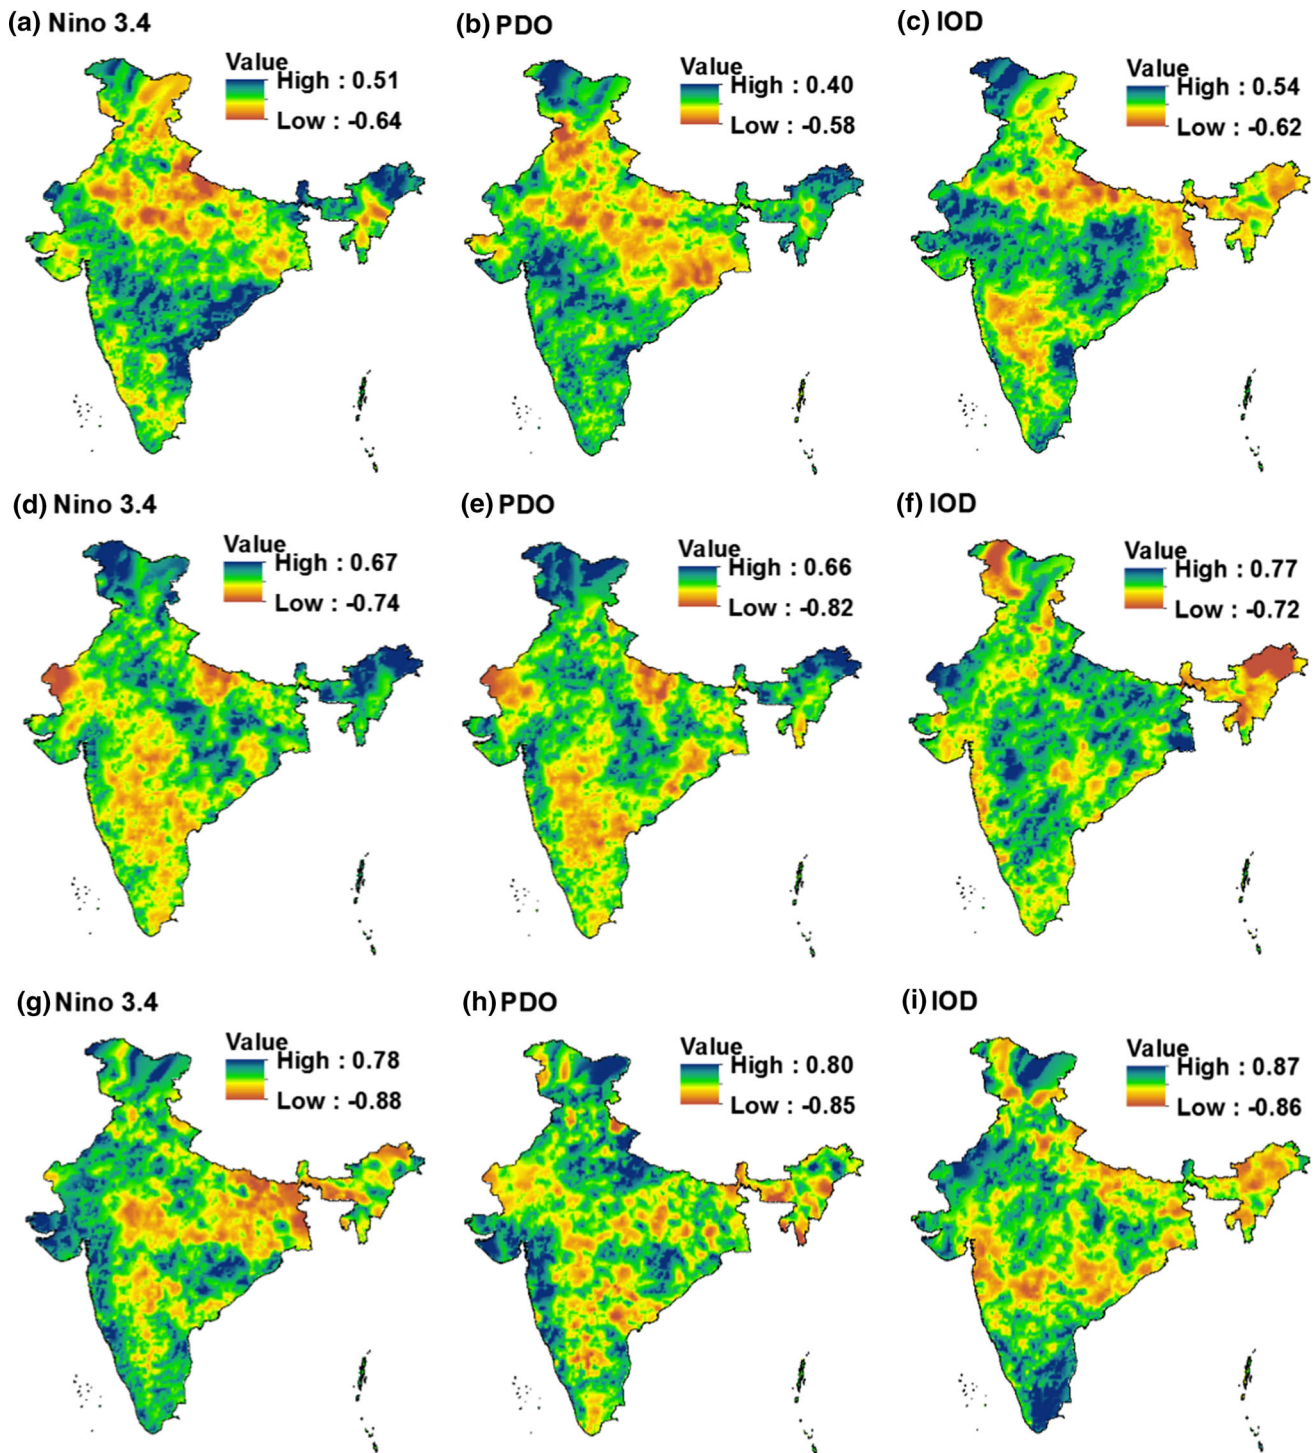 (a) Nino 3.4
Value
High : 0.51
Low : -0.64
(b) PDO
Value
High : 0.40
Low : -0.58
(c) IOD
Value
High : 0.54
Low : -0.62
(d) Nino 3.4
Value
High : 0.67
Low : -0.74
(e) PDO
Value
High : 0.66
Low : -0.82
(f) IOD
Value
High : 0.77
Low : -0.72
(g) Nino 3.4
Value
High : 0.78
Low : -0.88
(h) PDO
Value
High : 0.80
Low : -0.85
(i) IOD
Value
High : 0.87
Low : -0.86